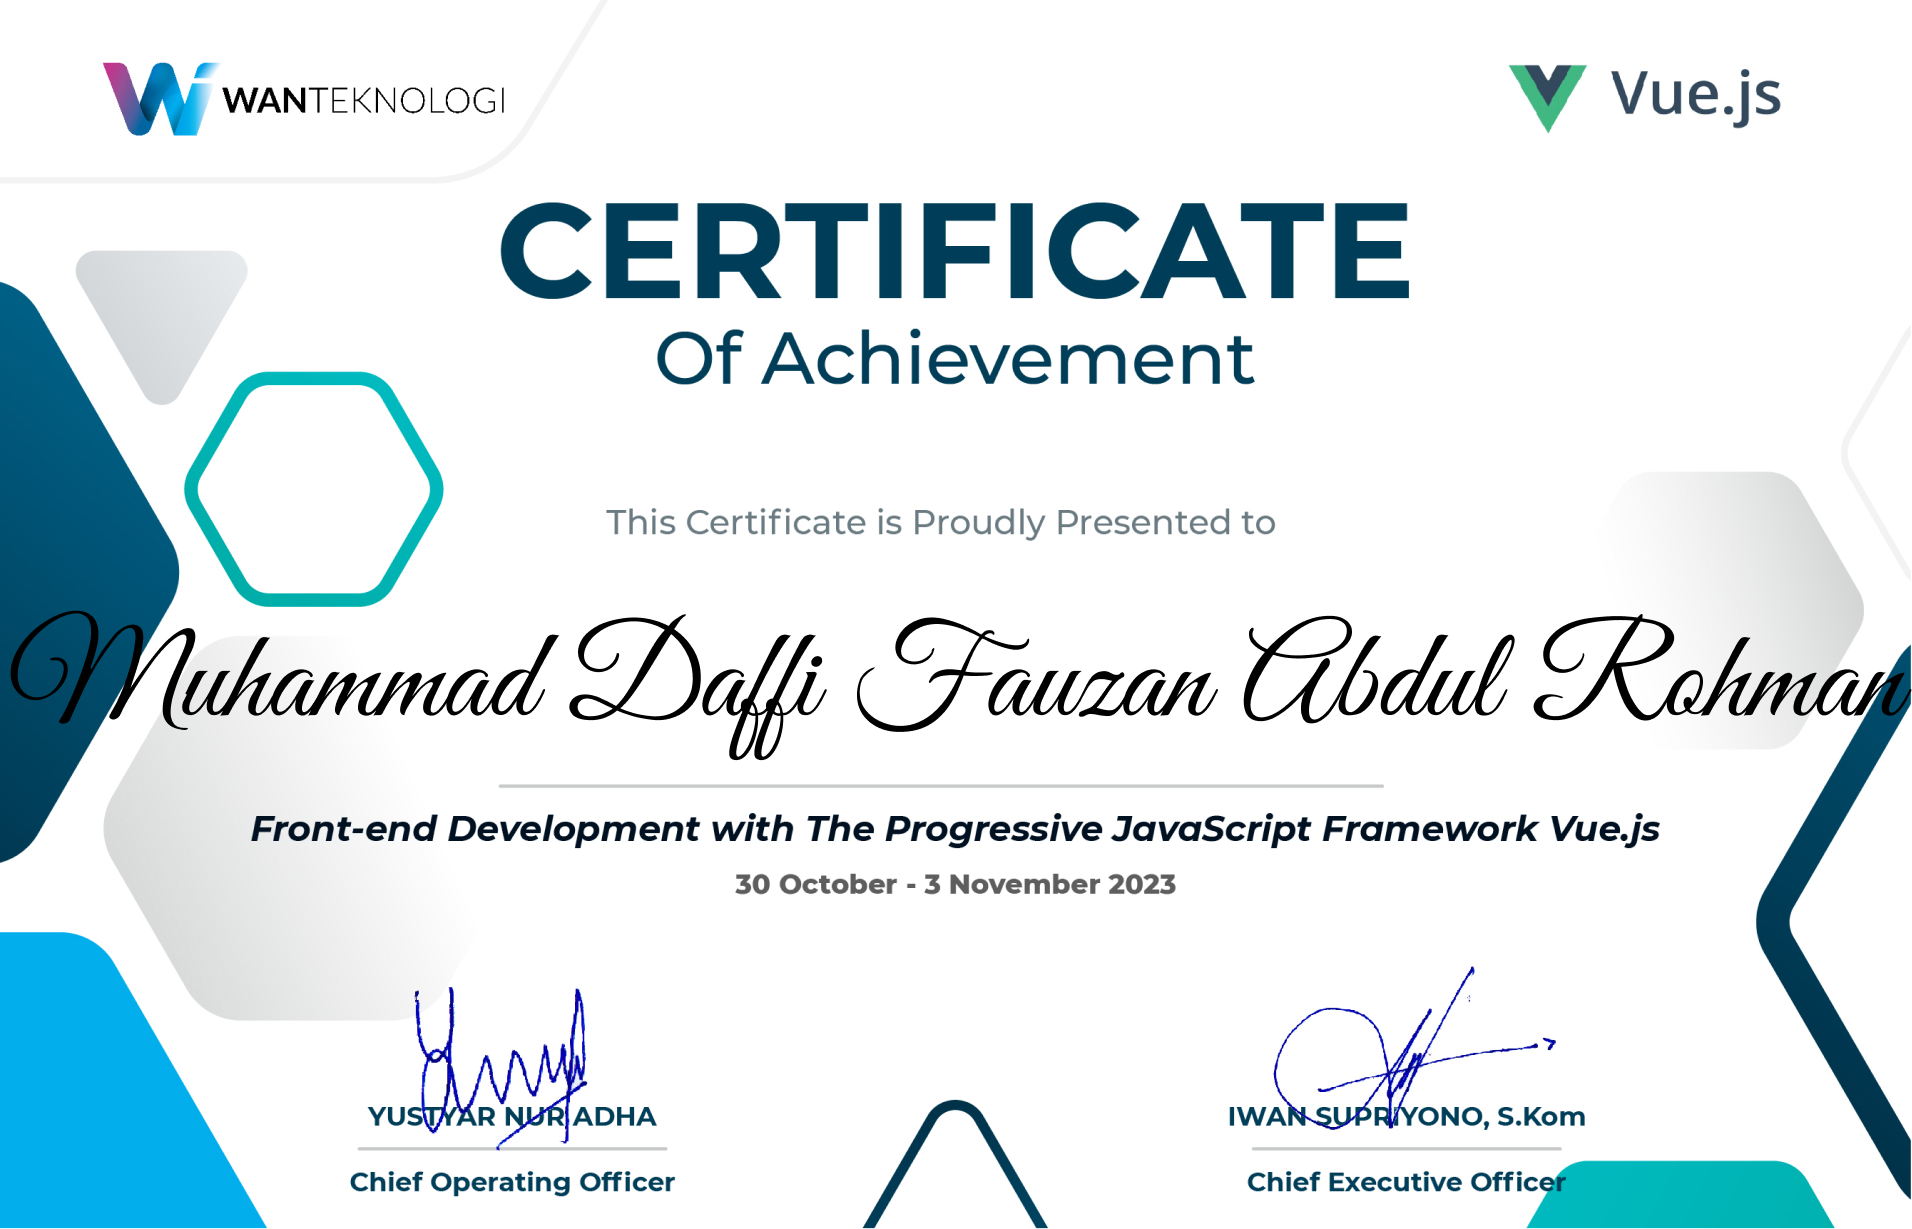 WANTEKNOLOGI
Vue.js
CERTIFICATE
Of Achievement
This Certificate is Proudly Presented to
Muhammad Daffi Fauzan Abdul Rohman
Front-end Development with The Progressive JavaScript Framework Vue.js
30 October - 3 November 2023
YUSTYAR NUR ADHA
Chief Operating Officer
IWAN SUPRIYONO, S.Kom
Chief Executive Officer